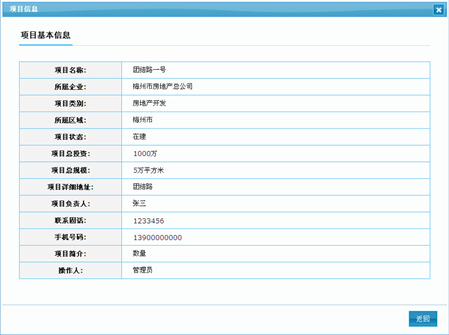 项目信息
项目基本信息
项目名称： 团结路一号
所属企业： 梅州市房地产总公司
项目类别： 房地产开发
所属区域： 梅州市
项目状态： 在建
项目总投资： 1000万
项目总规模： 5万平方米
项目详细地址： 团结路
项目负责人： 张三
联系固话： 1233456
手机号码： 13900000000
项目简介： 数量
操作人： 管理员
返回